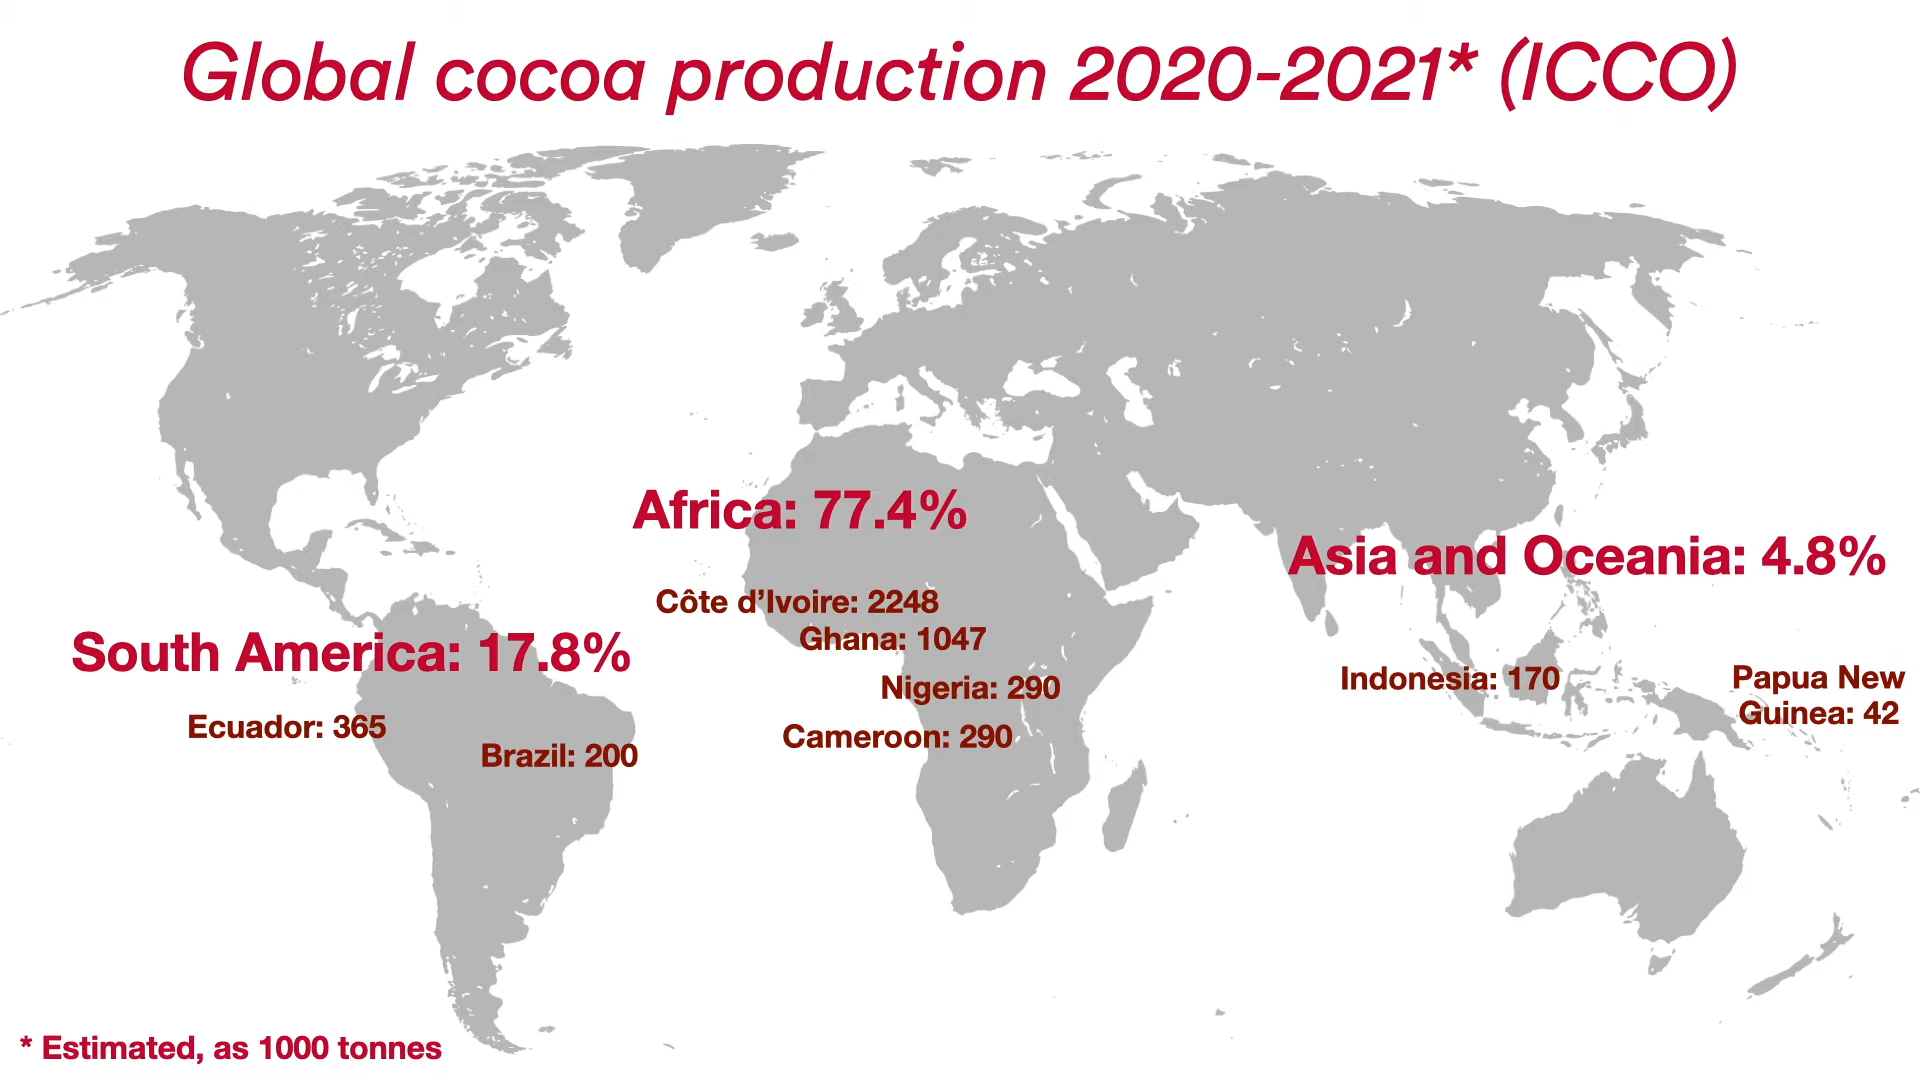 Global cocoa production 2020-2021* (ICCO)
Africa: 77.4%
Côte d’Ivoire: 2248
Ghana: 1047
Nigeria: 290
Cameroon: 290
Asia and Oceania: 4.8%
Indonesia: 170
Papua New
Guinea: 42
South America: 17.8%
Ecuador: 365
Brazil: 200
* Estimated, as 1000 tonnes